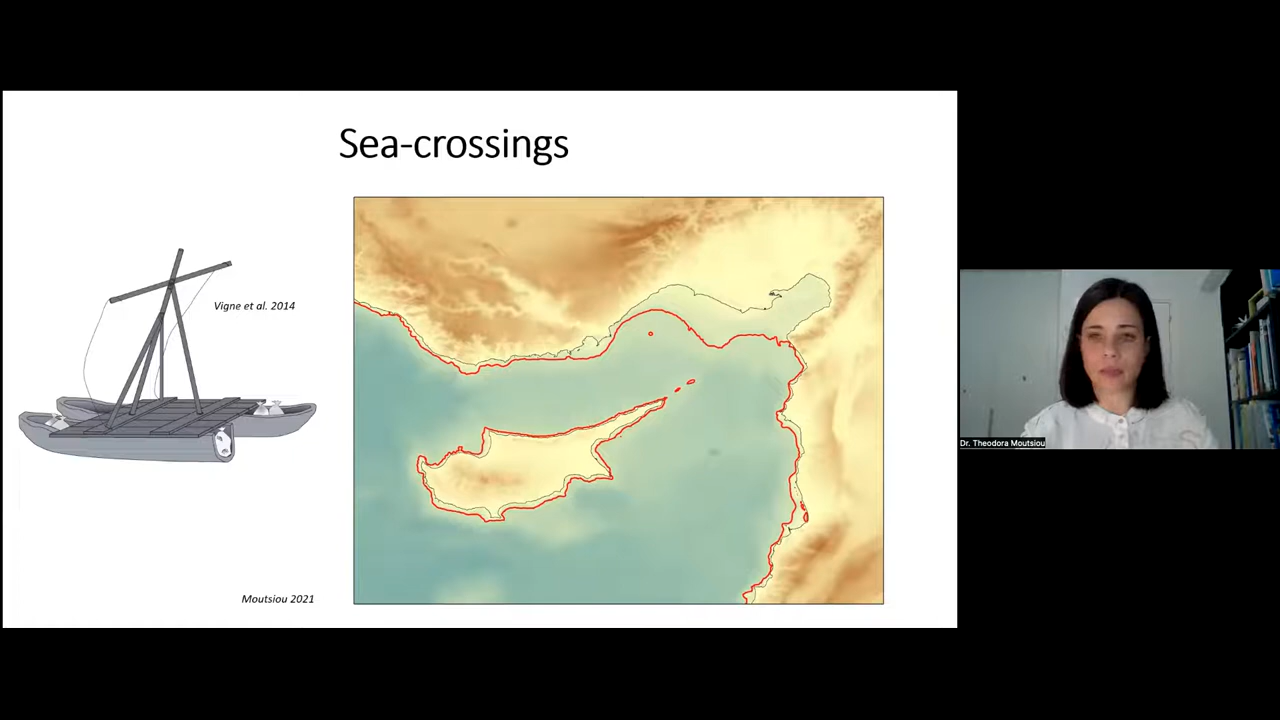 Sea-crossings
Vigne et al. 2014
Moutsiou 2021
Dr. Theodora Moutsiou